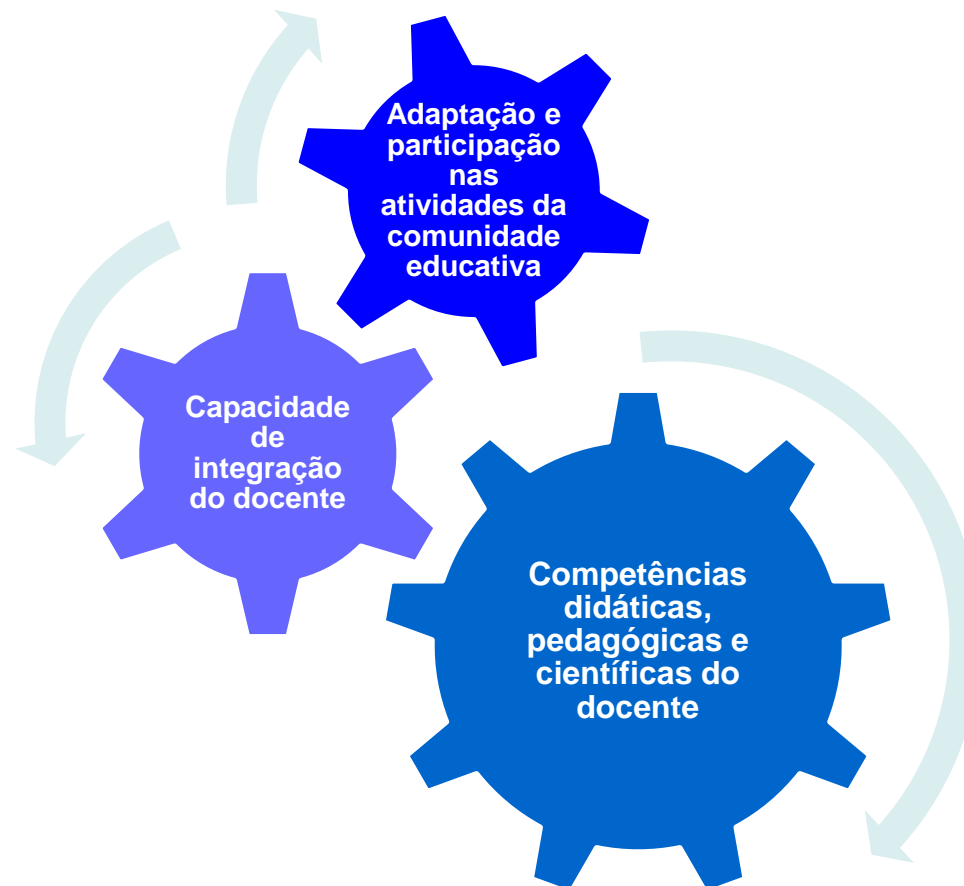 Adaptação e
participação
nas
atividades da
comunidade
educativa
Capacidade
de
integração
do docente
Competências
didáticas,
pedagógicas e
científicas do
docente